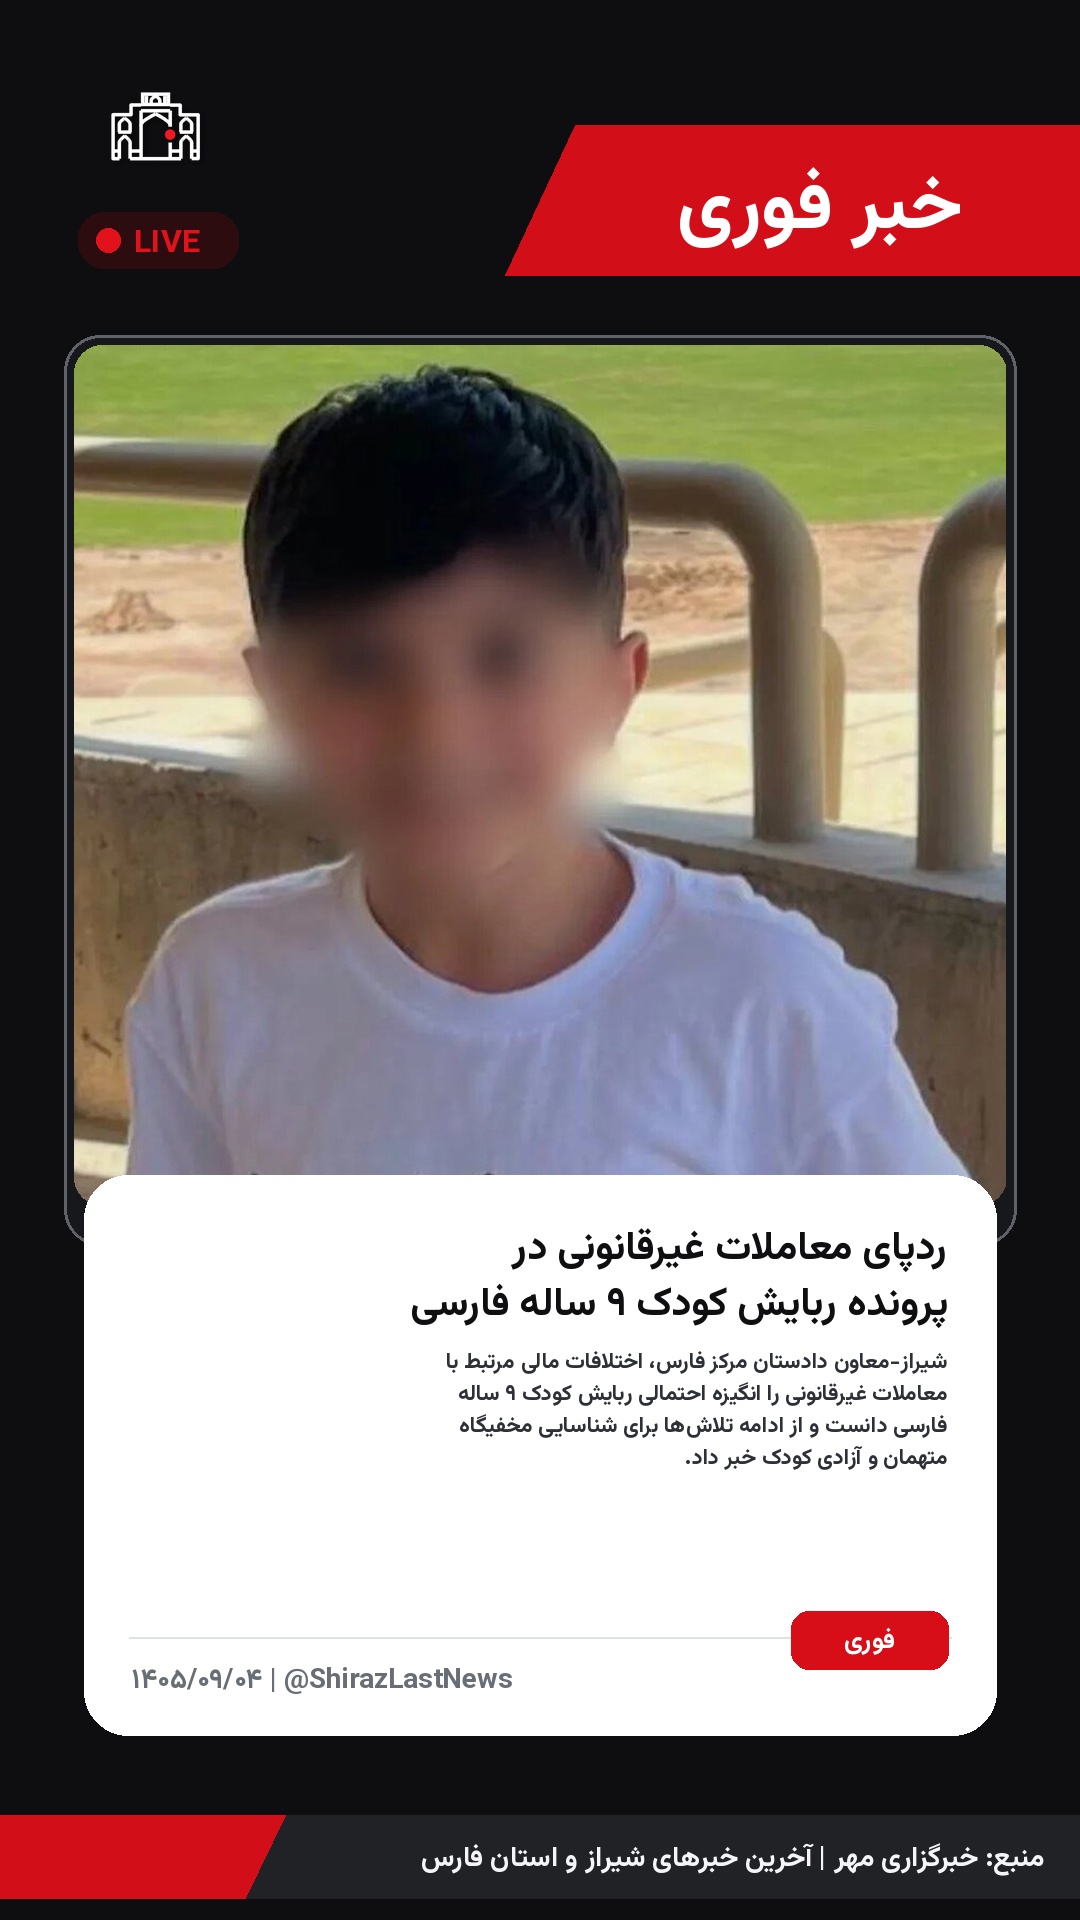 خبر فوری
LIVE
ردپای معاملات غیرقانونی در
پرونده ربایش کودک ۹ ساله فارسی
شیراز-معاون دادستان مرکز فارس، اختلافات مالی مرتبط با
معاملات غیرقانونی را انگیزه احتمالی ربایش کودک ۹ ساله
فارسی دانست و از ادامه تلاش‌ها برای شناسایی مخفیگاه
متهمان و آزادی کودک خبر داد.
فوری
۱۴۰۵/۰۹/۰۴ | @ShirazLastNews
منبع: خبرگزاری مهر | آخرین خبرهای شیراز و استان فارس